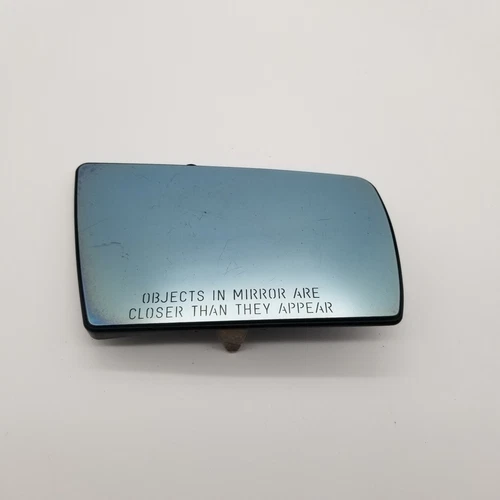 OBJECTS IN MIRROR ARE
CLOSER THAN THEY APPEAR